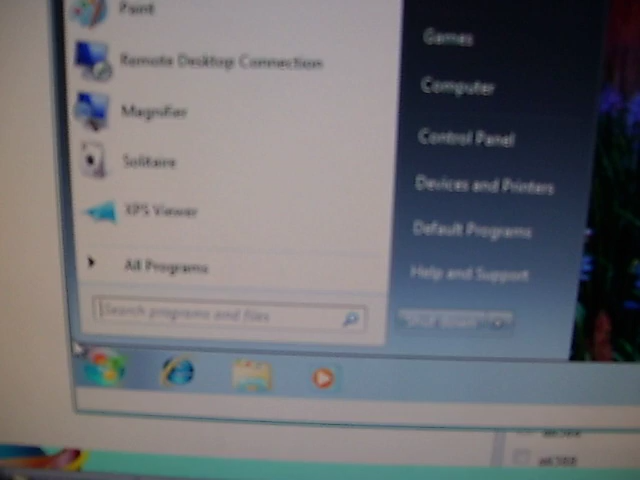 Paint
Remote Desktop Connection
Magnifier
Solitaire
XPS Viewer
All Programs
Search programs and files
Games
Computer
Control Panel
Devices and Printers
Default Programs
Help and Support